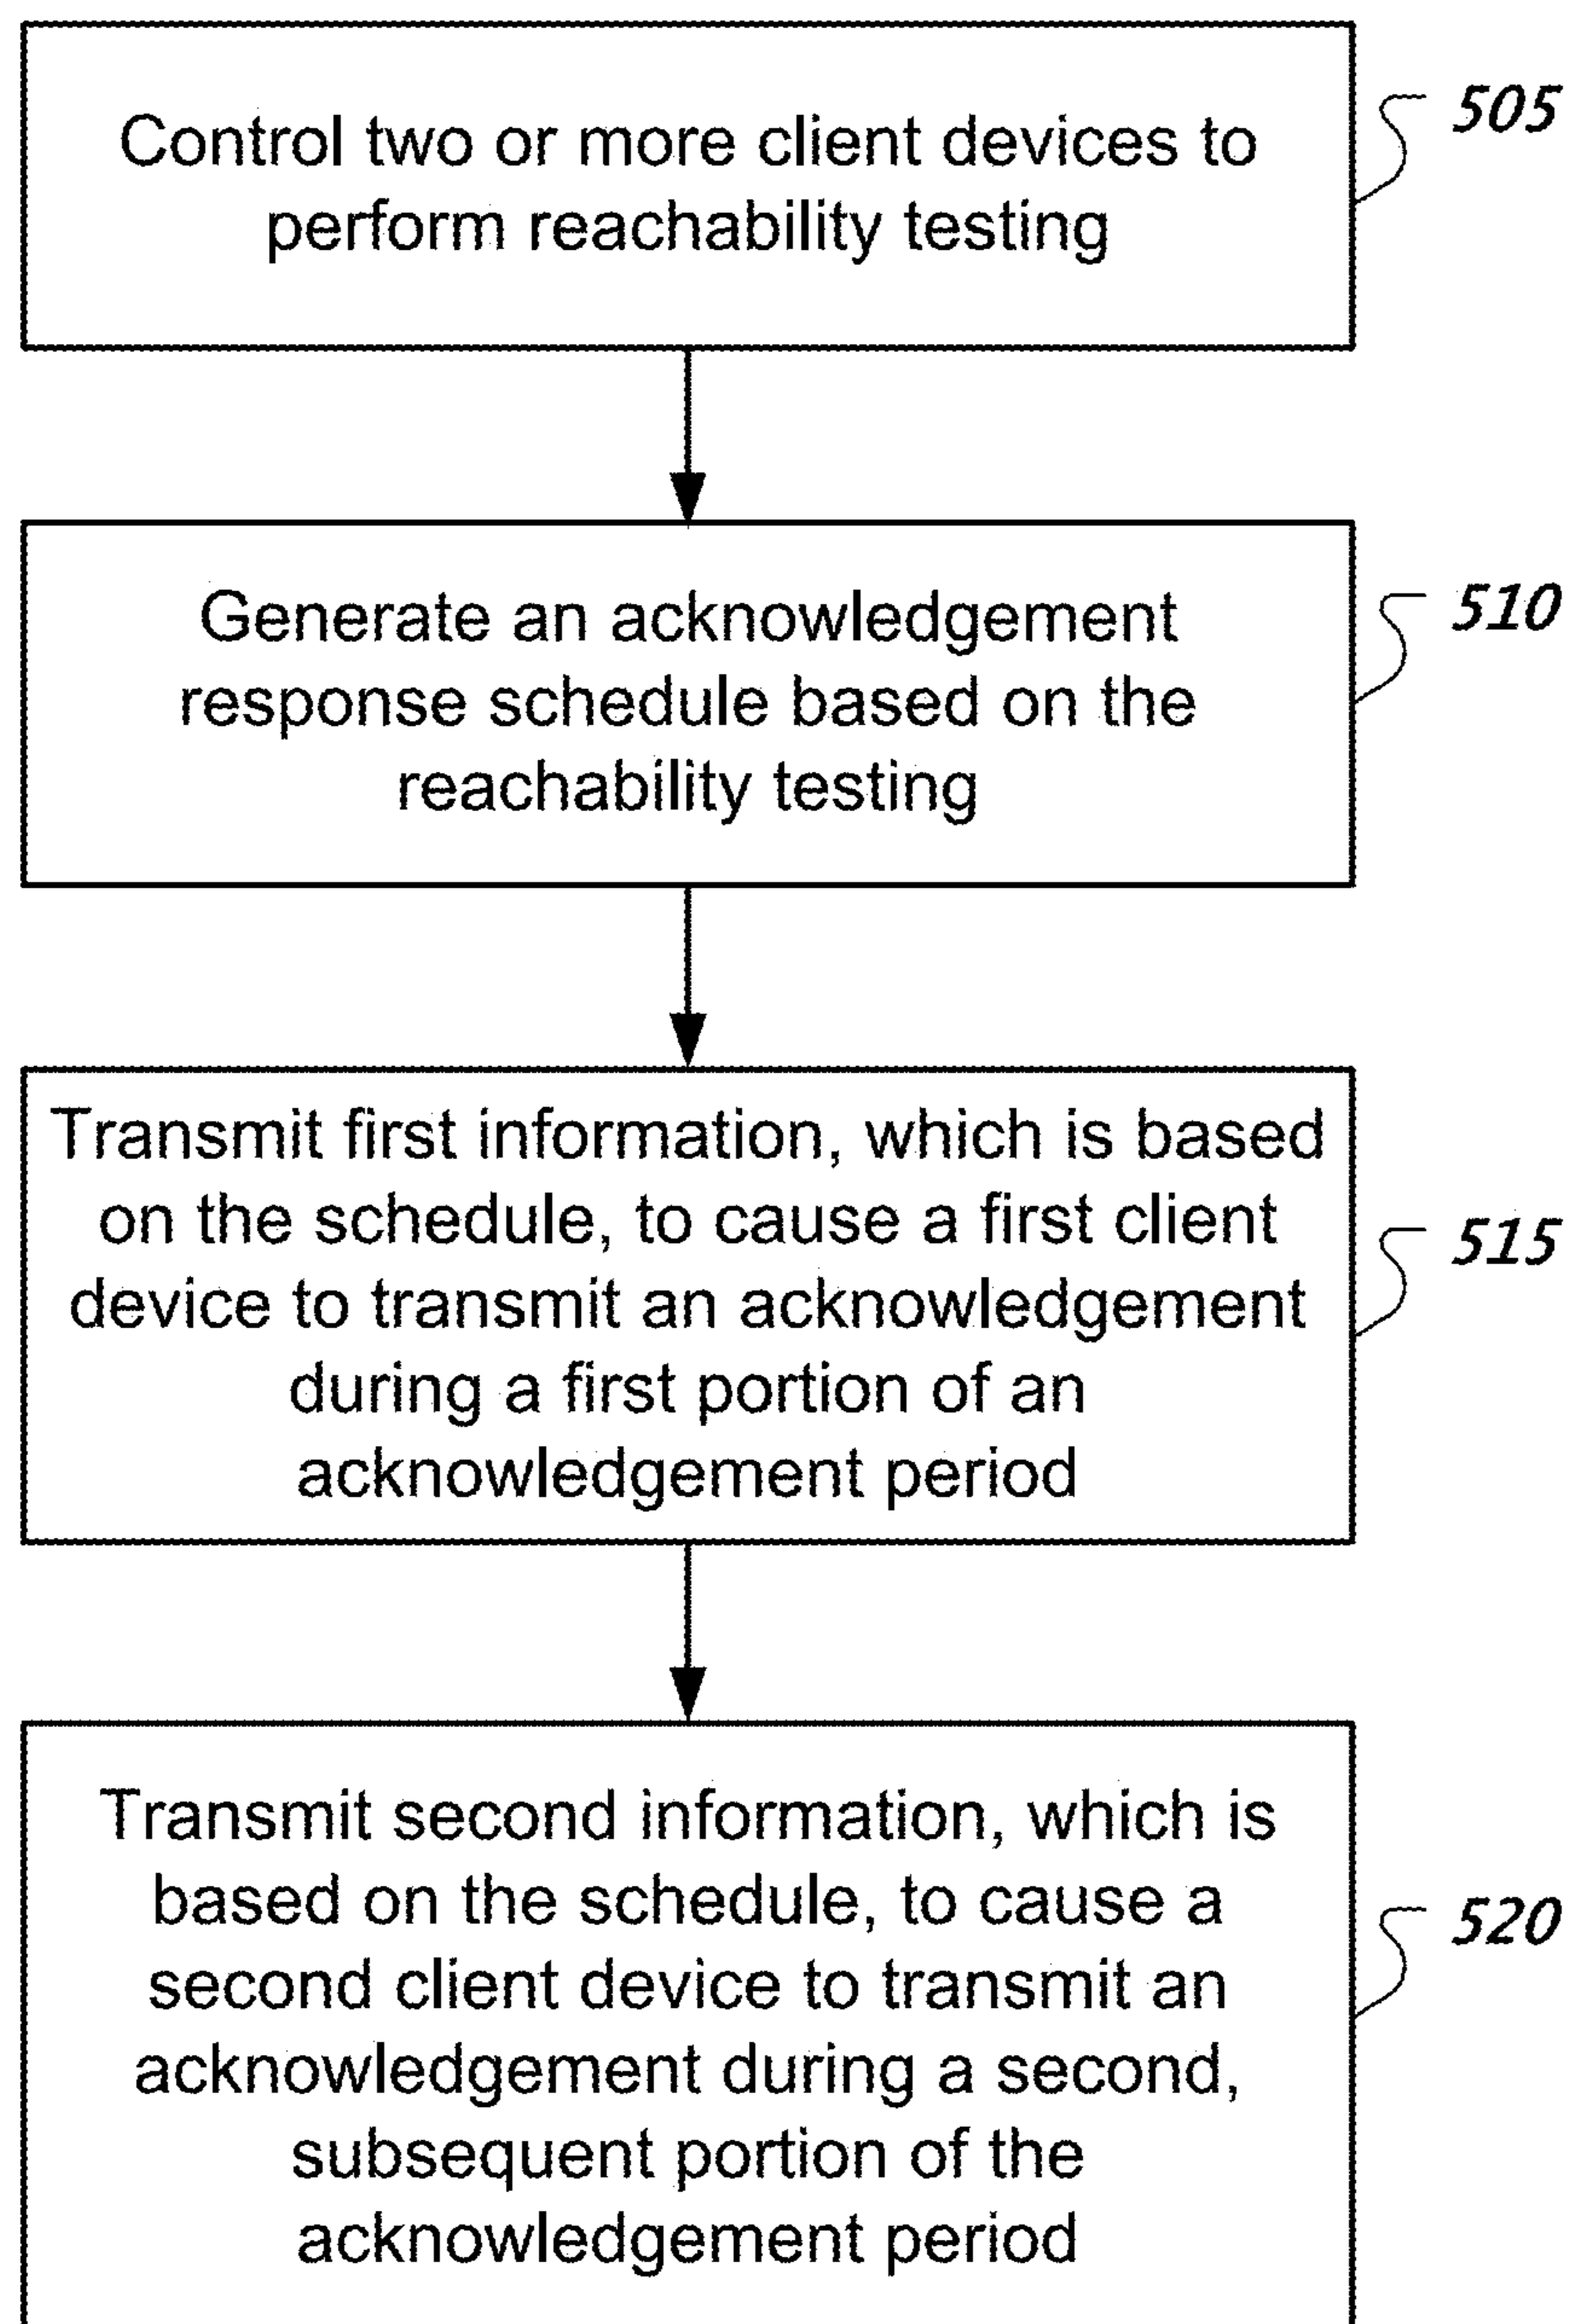 Control two or more client devices to
perform reachability testing
505
Generate an acknowledgement
response schedule based on the
reachability testing
510
Transmit first information, which is based
on the schedule, to cause a first client
device to transmit an acknowledgement
during a first portion of an
acknowledgement period
515
Transmit second information, which is
based on the schedule, to cause a
second client device to transmit an
acknowledgement during a second,
subsequent portion of the
acknowledgement period
520